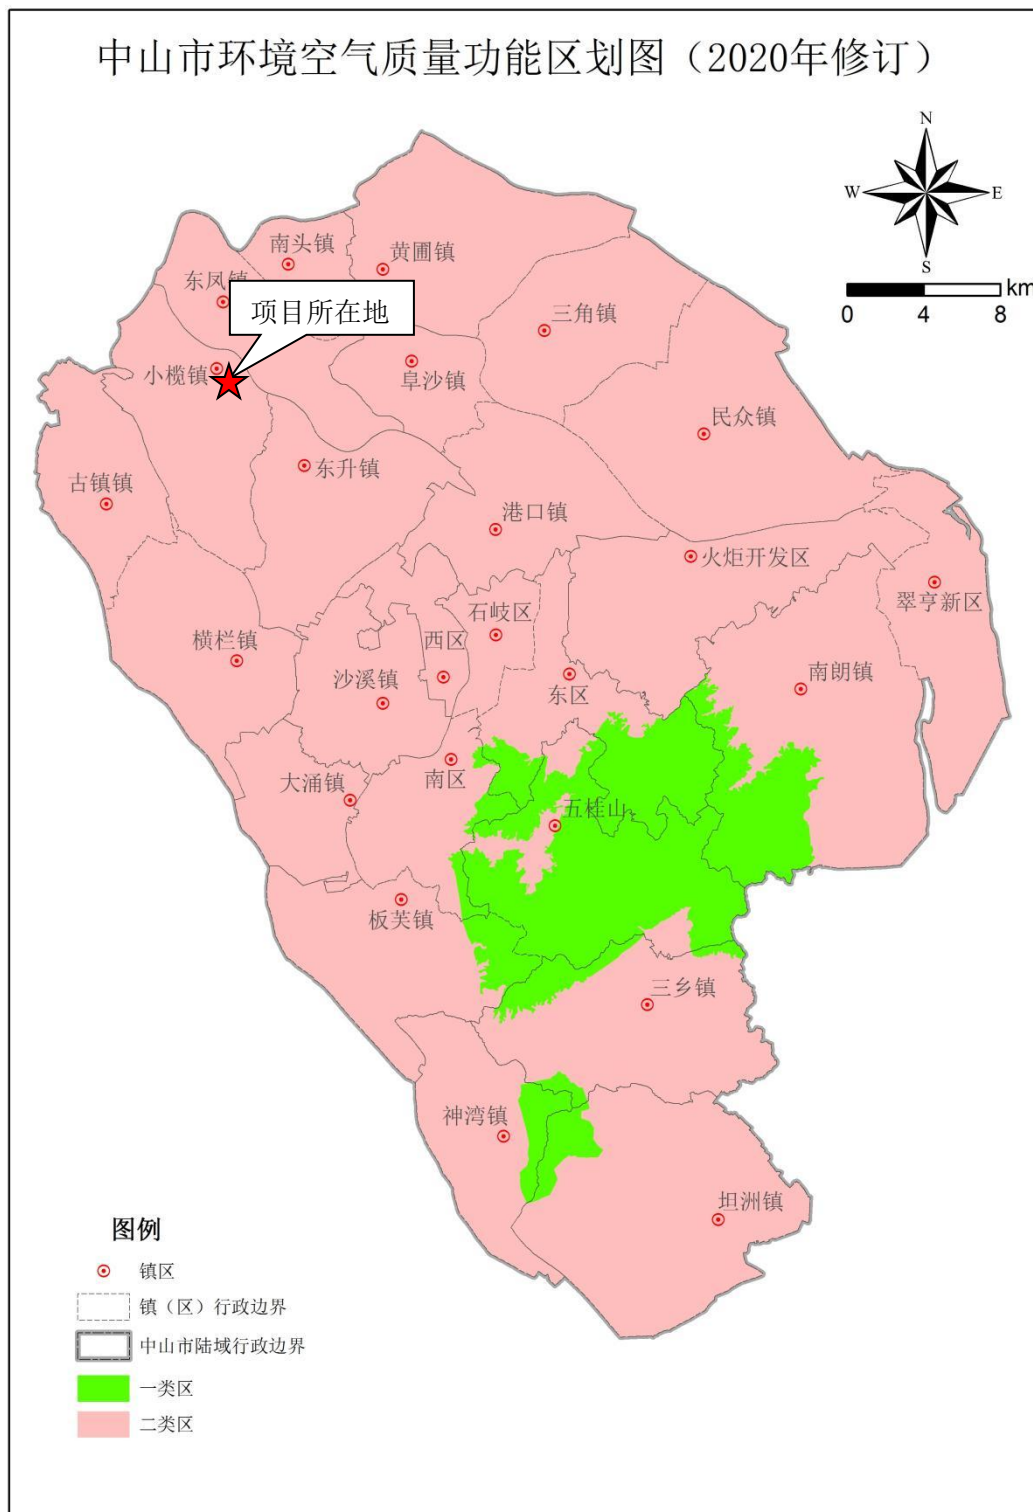 中山市环境空气质量功能区划图（2020年修订）
N
W
E
S
km
0
4
8
南头镇
黄圃镇
东凤镇
项目所在地
三角镇
小榄镇
阜沙镇
民众镇
东升镇
古镇镇
港口镇
火炬开发区
翠亨新区
石岐区
横栏镇
西区
沙溪镇
东区
南朗镇
南区
大涌镇
五桂山
板芙镇
三乡镇
神湾镇
坦洲镇
图例
镇区
镇（区）行政边界
中山市陆域行政边界
一类区
二类区